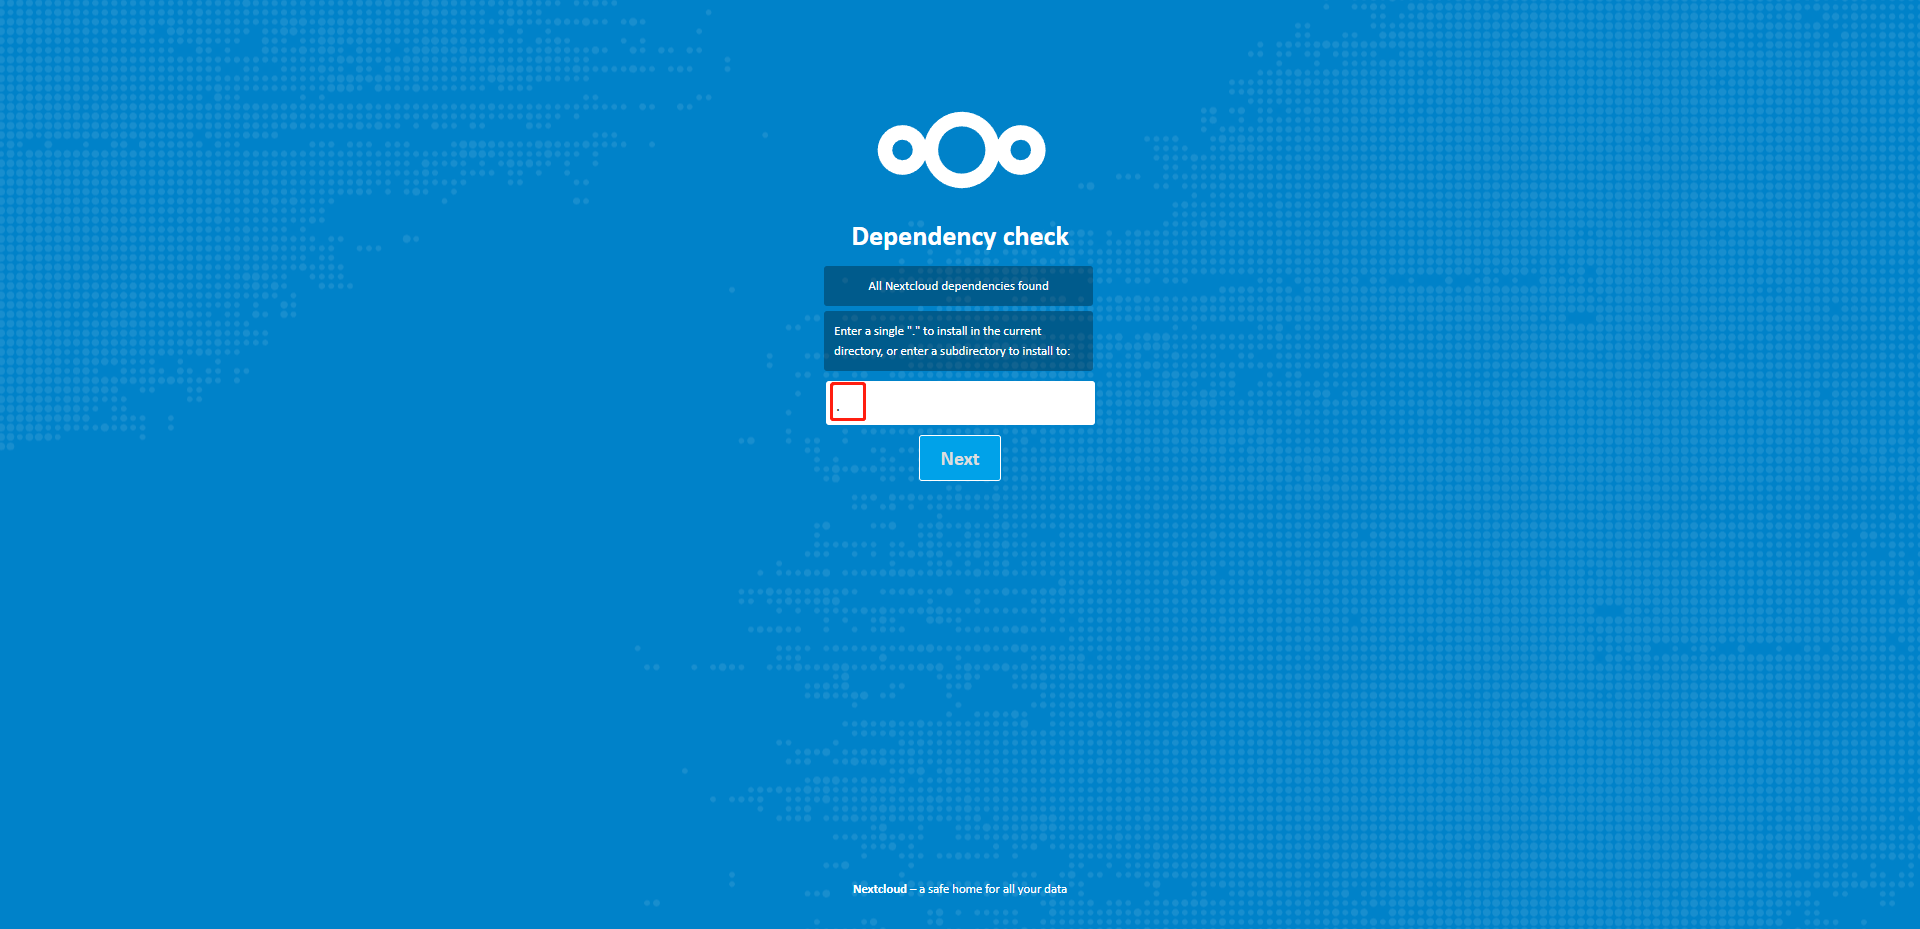 Dependency check
All Nextcloud dependencies found
Enter a single "." to install in the current
directory, or enter a subdirectory to install to:
.
Next
Nextcloud – a safe home for all your data